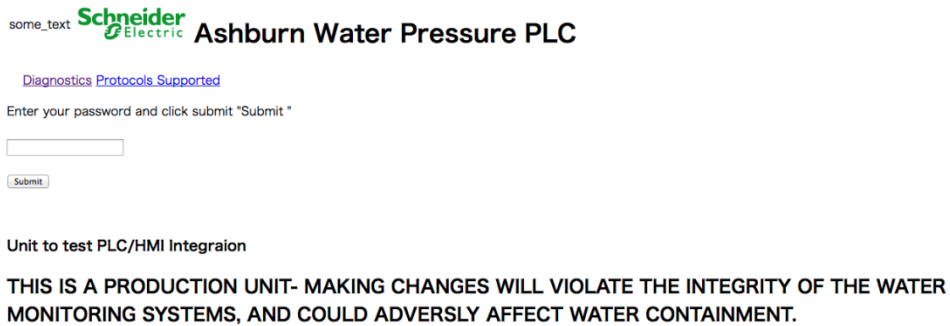 some_text Schneider Electric Ashburn Water Pressure PLC
Diagnostics Protocols Supported
Enter your password and click submit "Submit "
Submit
Unit to test PLC/HMI Integraion
THIS IS A PRODUCTION UNIT- MAKING CHANGES WILL VIOLATE THE INTEGRITY OF THE WATER
MONITORING SYSTEMS, AND COULD ADVERSLY AFFECT WATER CONTAINMENT.